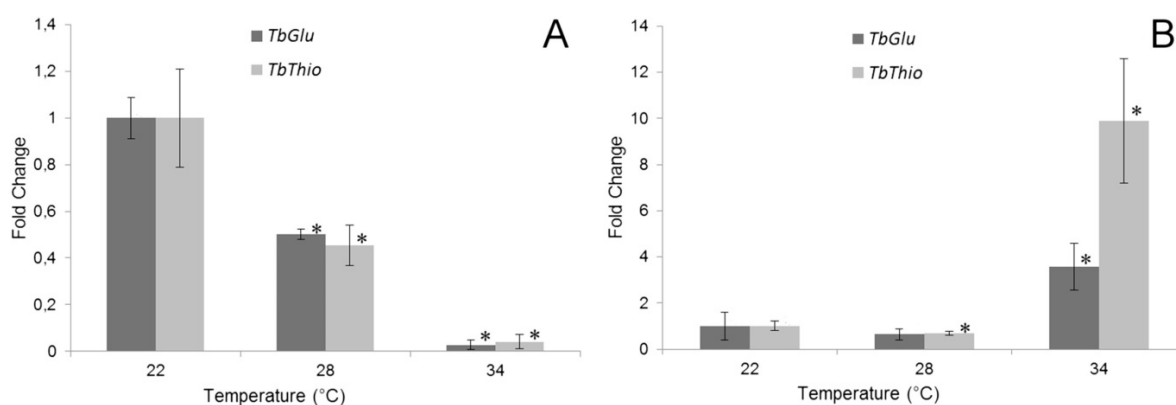 A
TbGlu
TbThio
Fold Change
1,4
1,2
1
0,8
0,6
0,4
0,2
0
* *
* *
22 28 34
Temperature (°C)
B
TbGlu
TbThio
Fold Change
14
12
10
8
6
4
2
0
*
* *
22 28 34
Temperature (°C)